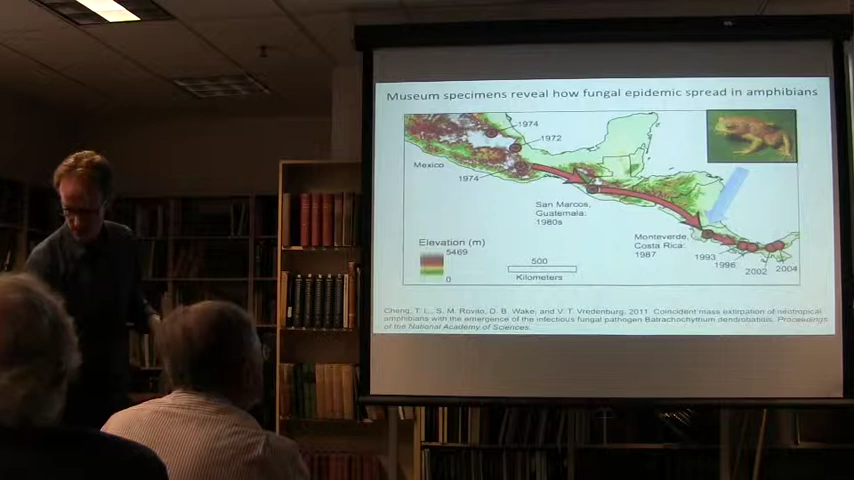 Museum specimens reveal how fungal epidemic spread in amphibians
1974
1972
Mexico
1974
San Marcos,
Guatemala:
1980s
Elevation (m)
5469
0
500
Kilometers
Monteverde,
Costa Rica
1987
1993
1996
2002
2004
Cheng, T. L., S. M. Rovito, D. B. Wake, and V. T. Vredenburg. 2011 Coincident mass extirpation of neotropical
amphibians with the emergence of the infectious fungal pathogen Batrachochytrium dendrobatidis. Proceedings
of the National Academy of Sciences.